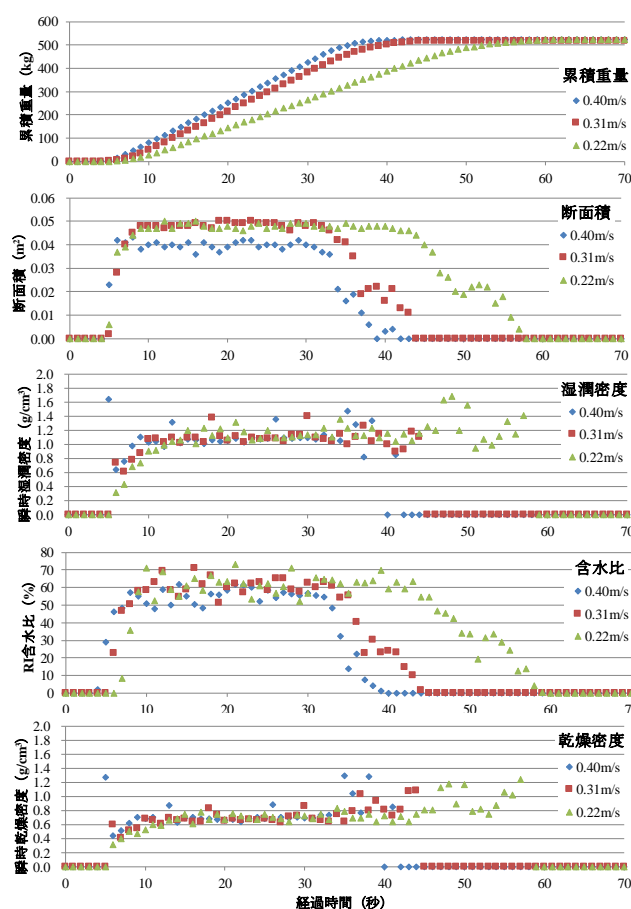 600
500
400
300
200
100
0
累積重量 (kg)
累積重量
0.40m/s
0.31m/s
0.22m/s
0 10 20 30 40 50 60 70
0.06
0.05
0.04
0.03
0.02
0.01
0.00
断面積 (m²)
断面積
0.40m/s
0.31m/s
0.22m/s
0 10 20 30 40 50 60 70
2.0
1.8
1.6
1.4
1.2
1.0
0.8
0.6
0.4
0.2
0.0
瞬時湿潤密度 (g/cm³)
湿潤密度
0.40m/s
0.31m/s
0.22m/s
0 10 20 30 40 50 60 70
80
70
60
50
40
30
20
10
0
RI含水比 (%)
含水比
0.40m/s
0.31m/s
0.22m/s
0 10 20 30 40 50 60 70
2.0
1.8
1.6
1.4
1.2
1.0
0.8
0.6
0.4
0.2
0.0
瞬時乾燥密度 (g/cm³)
乾燥密度
0.40m/s
0.31m/s
0.22m/s
0 10 20 30 40 50 60 70
経過時間 (秒)